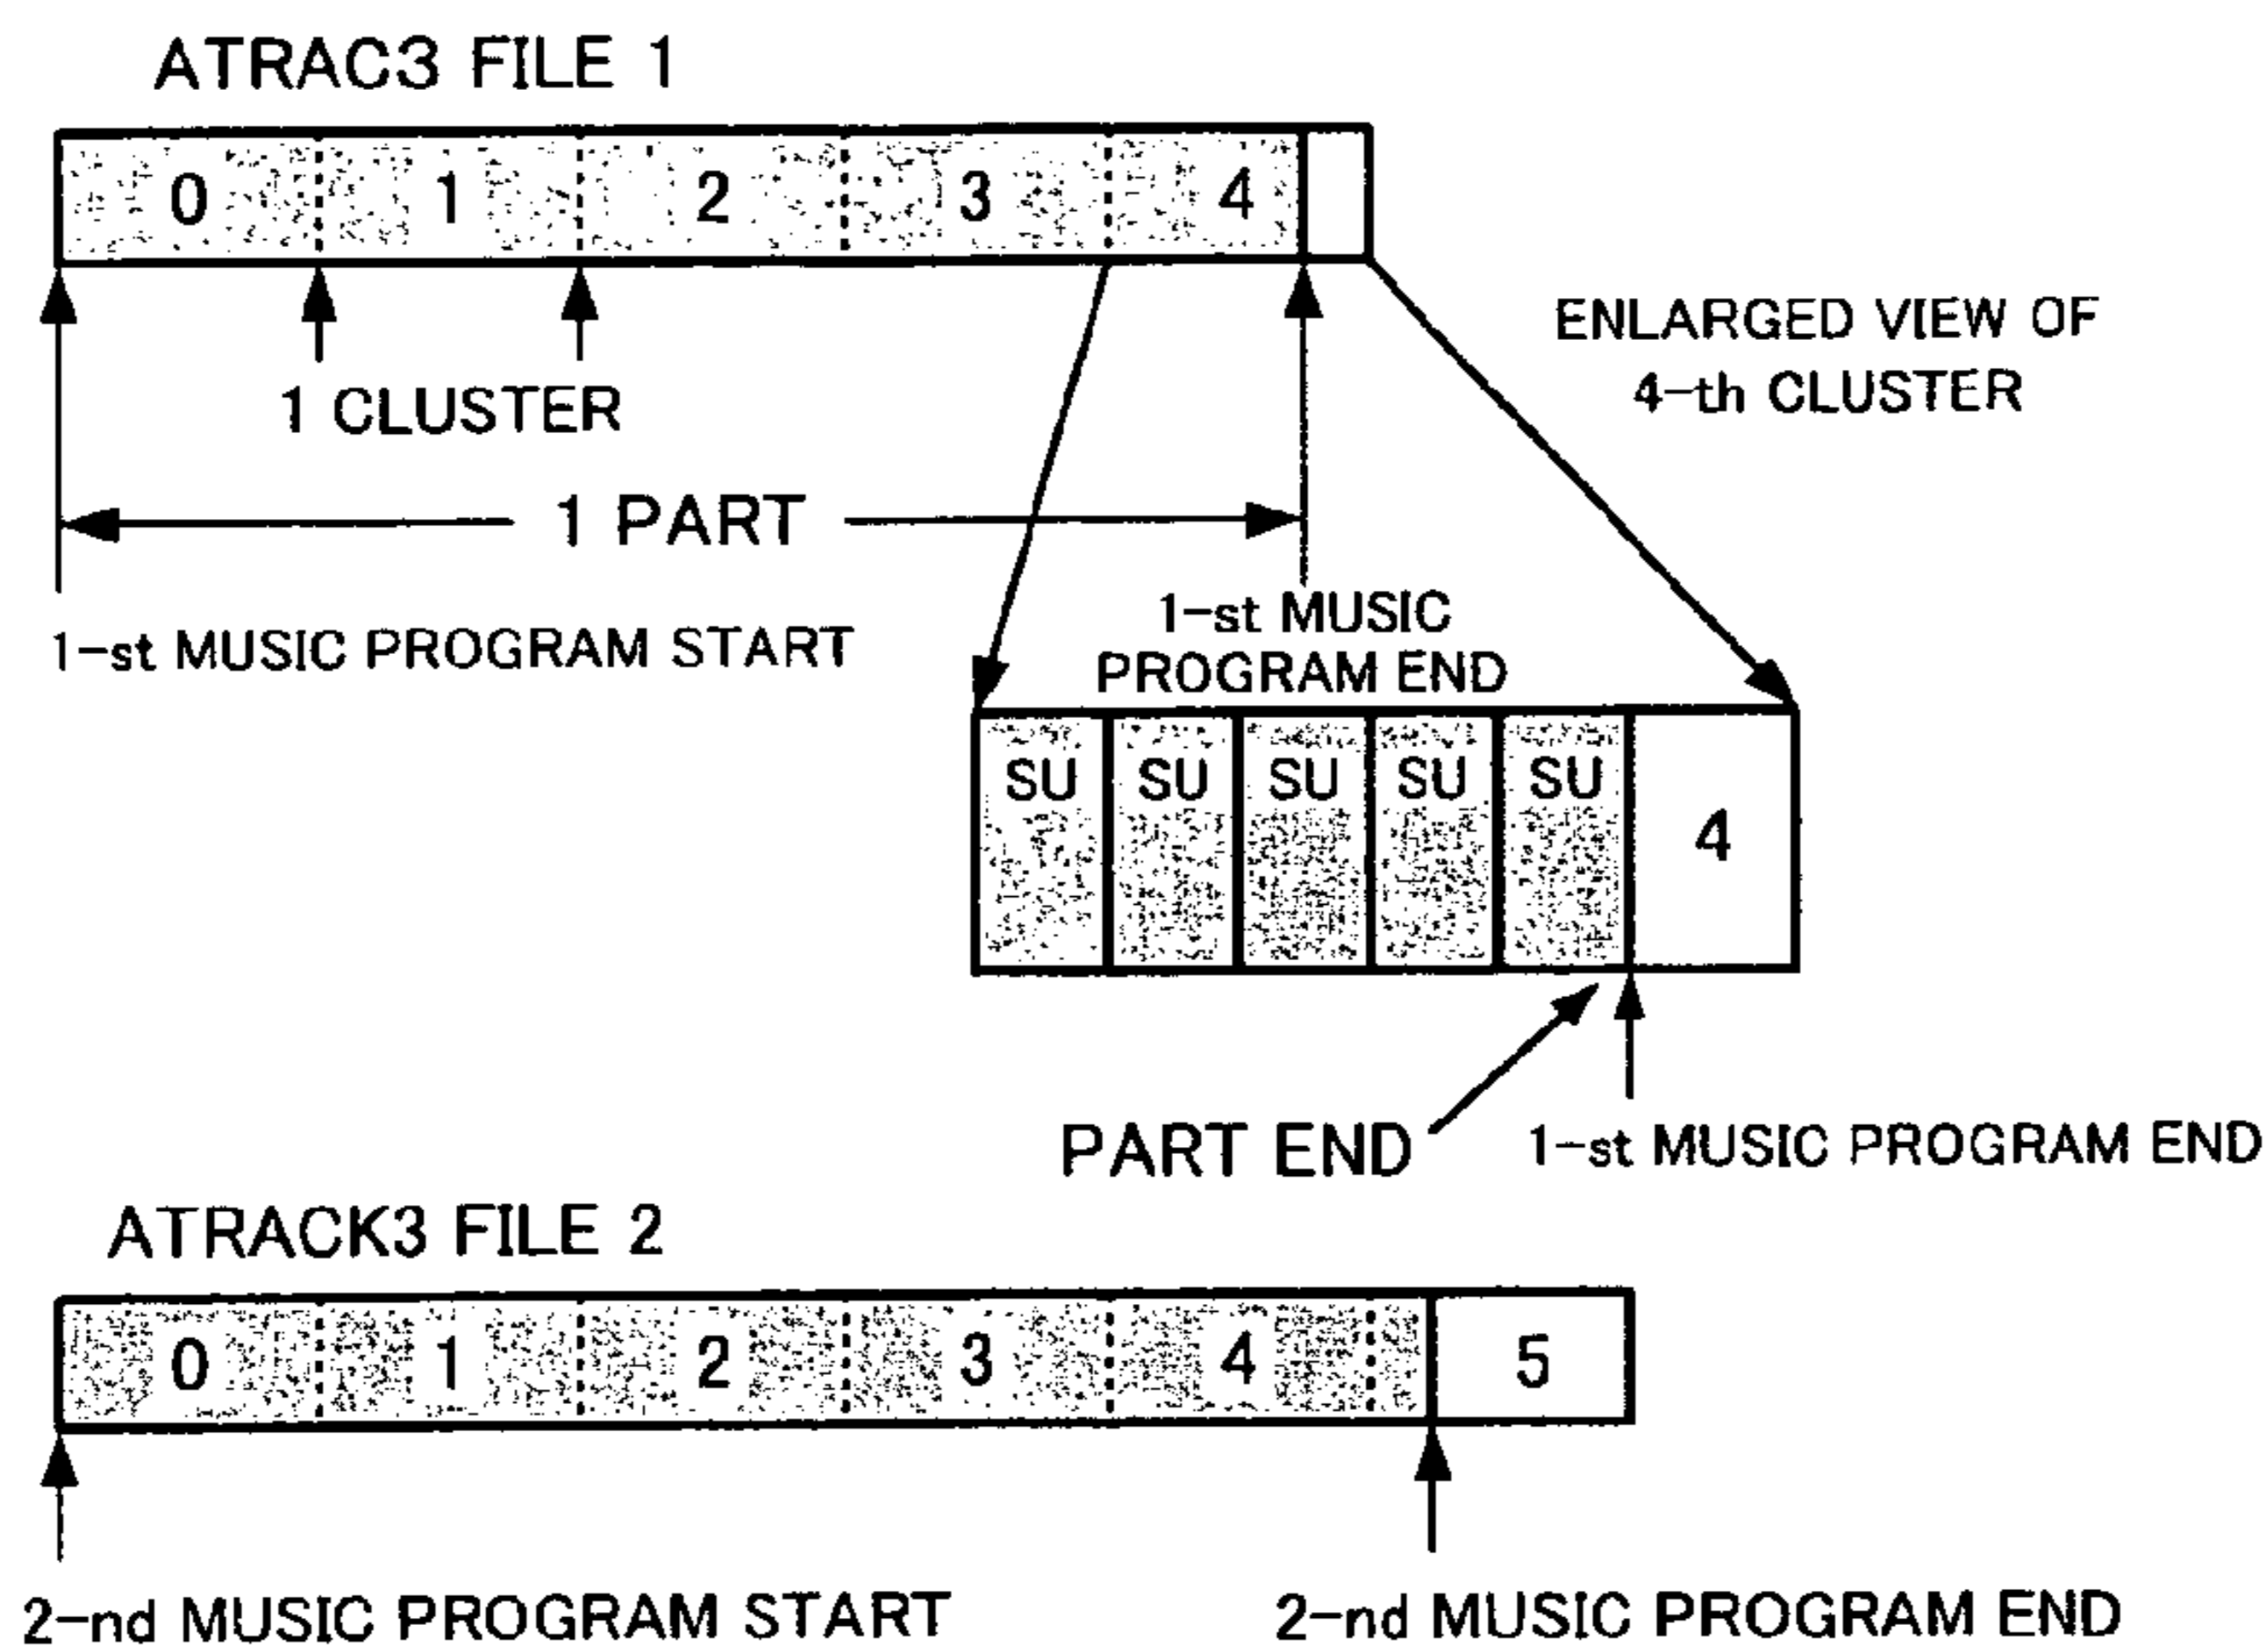 ATRAC3 FILE 1
0 1 2 3 4
1 CLUSTER
ENLARGED VIEW OF
4-th CLUSTER
1 PART
1-st MUSIC PROGRAM START
1-st MUSIC
PROGRAM END
SU SU SU SU SU 4
PART END
1-st MUSIC PROGRAM END
ATRACK3 FILE 2
0 1 2 3 4 5
2-nd MUSIC PROGRAM START
2-nd MUSIC PROGRAM END